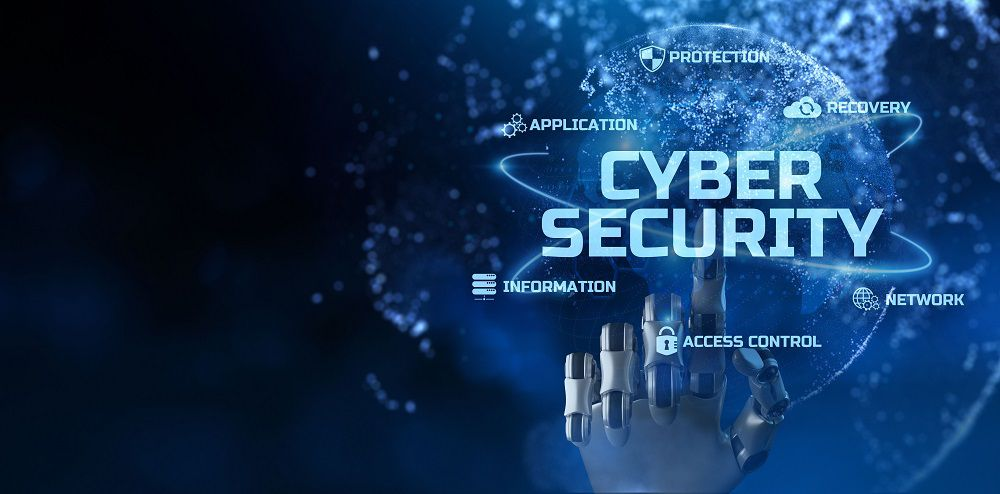 PROTECTION
RECOVERY
APPLICATION
CYBER
SECURITY
INFORMATION
NETWORK
ACCESS CONTROL